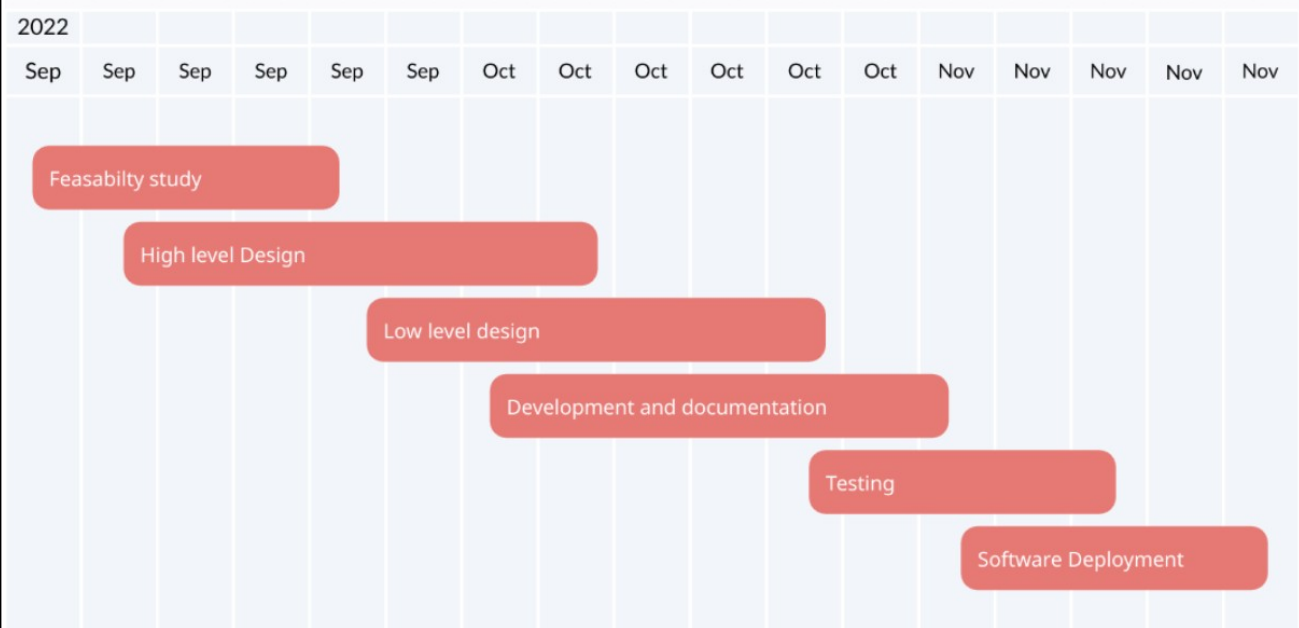 2022
Sep Sep Sep Sep Sep Sep Oct Oct Oct Oct Oct Oct Nov Nov Nov Nov Nov
Feasabilty study
High level Design
Low level design
Development and documentation
Testing
Software Deployment